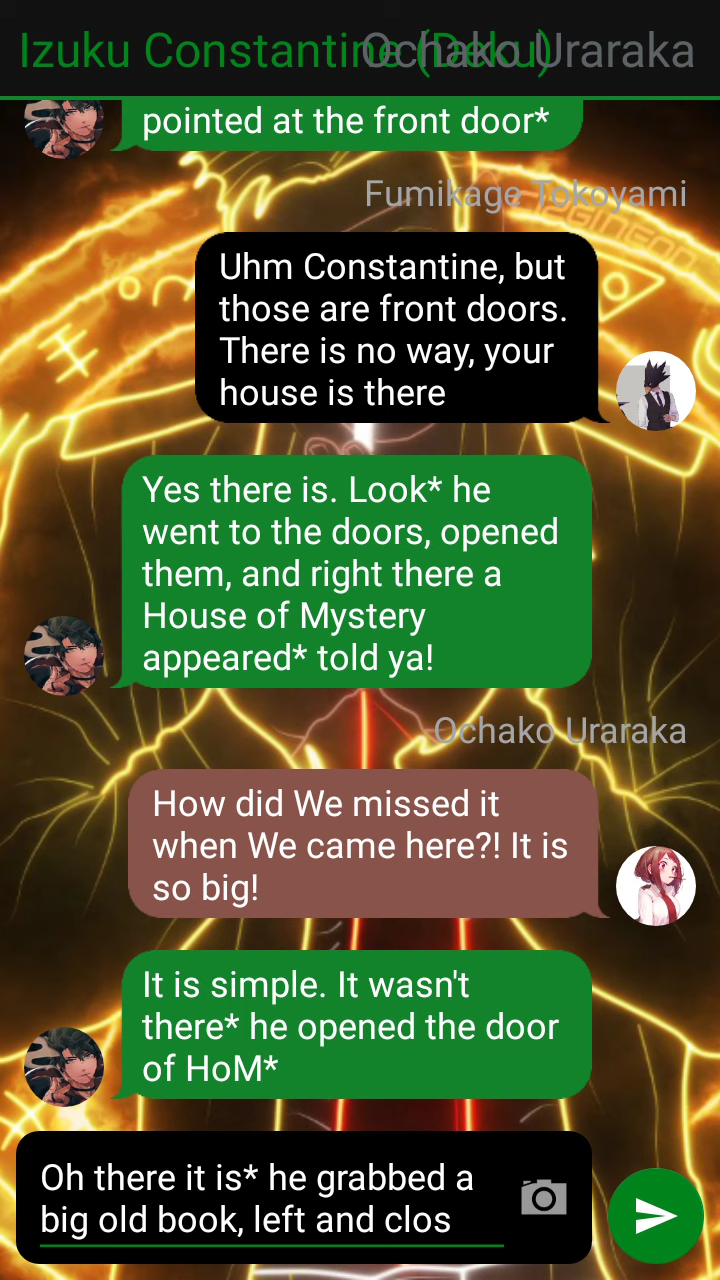 Izuku Constantine (Deku)
Ochako Uraraka
pointed at the front door*
Fumikage Tokoyami
Uhm Constantine, but
those are front doors.
There is no way, your
house is there
Yes there is. Look* he
went to the doors, opened
them, and right there a
House of Mystery
appeared* told ya!
Ochako Uraraka
How did We missed it
when We came here?! It is
so big!
It is simple. It wasn't
there* he opened the door
of HoM*
Oh there it is* he grabbed a
big old book, left and clos